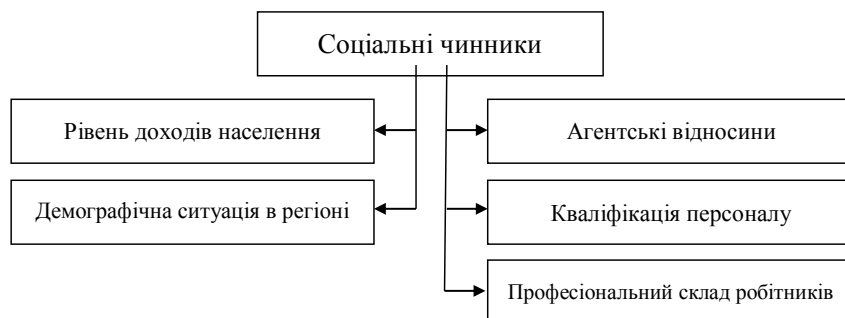 Соціальні чинники
Рівень доходів населення
Агентські відносини
Демографічна ситуація в регіоні
Кваліфікація персоналу
Професіональний склад робітників